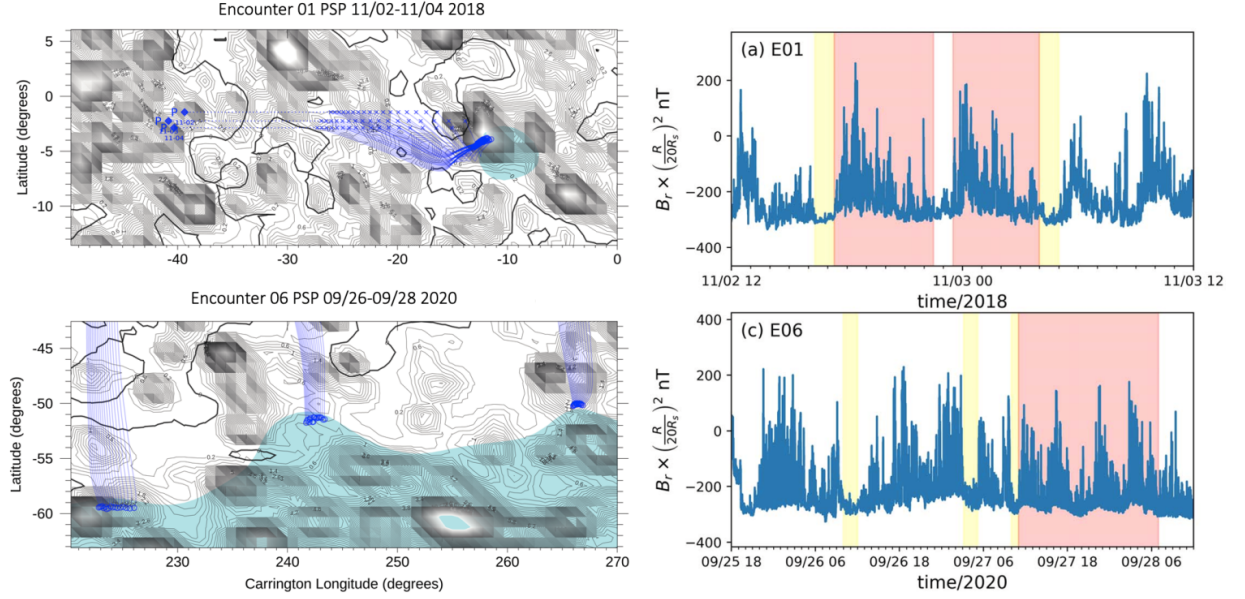 Encounter 01 PSP 11/02-11/04 2018
Latitude (degrees)
5
0
-5
-10
P
P
P
11-02
11-04
-40
-30
-20
-10
0
Encounter 06 PSP 09/26-09/28 2020
Latitude (degrees)
-45
-50
-55
-60
230
240
250
260
270
Carrington Longitude (degrees)
(a) E01
B_r × (R/20R_s)^2 nT
200
0
−200
−400
11/02 12
11/03 00
11/03 12
time/2018
(c) E06
B_r × (R/20R_s)^2 nT
400
200
0
−200
−400
09/25 18
09/26 06
09/26 18
09/27 06
09/27 18
09/28 06
time/2020